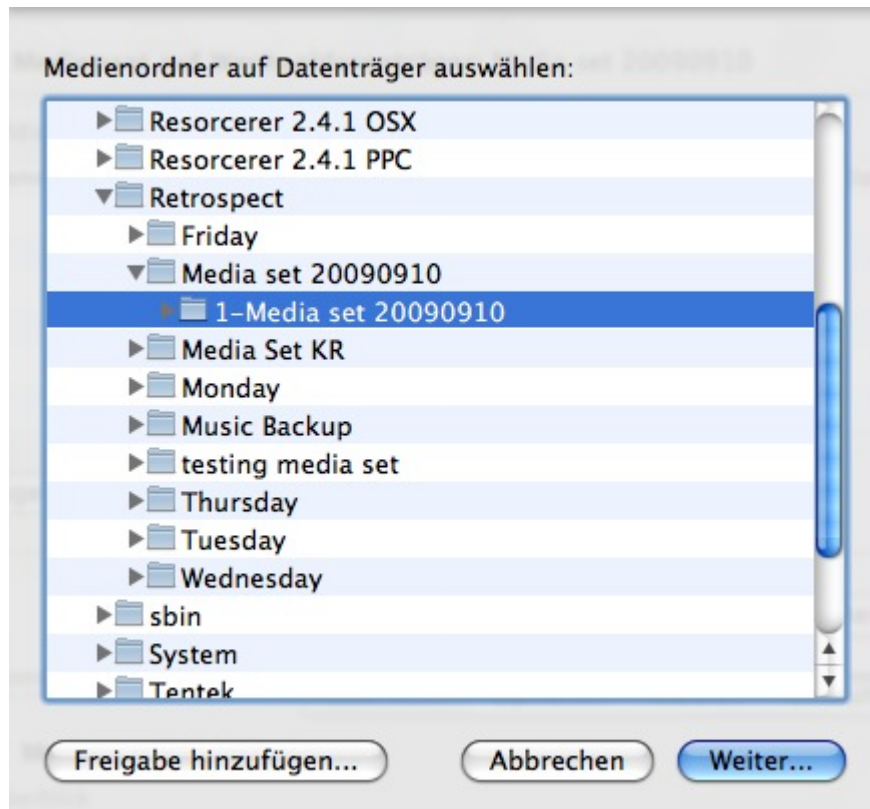 Medienordner auf Datenträger auswählen:
Resorcerer 2.4.1 OSX
Resorcerer 2.4.1 PPC
Retrospect
Friday
Media set 20090910
1-Media set 20090910
Media Set KR
Monday
Music Backup
testing media set
Thursday
Tuesday
Wednesday
sbin
System
Tentek
Freigabe hinzufügen... Abbrechen Weiter...